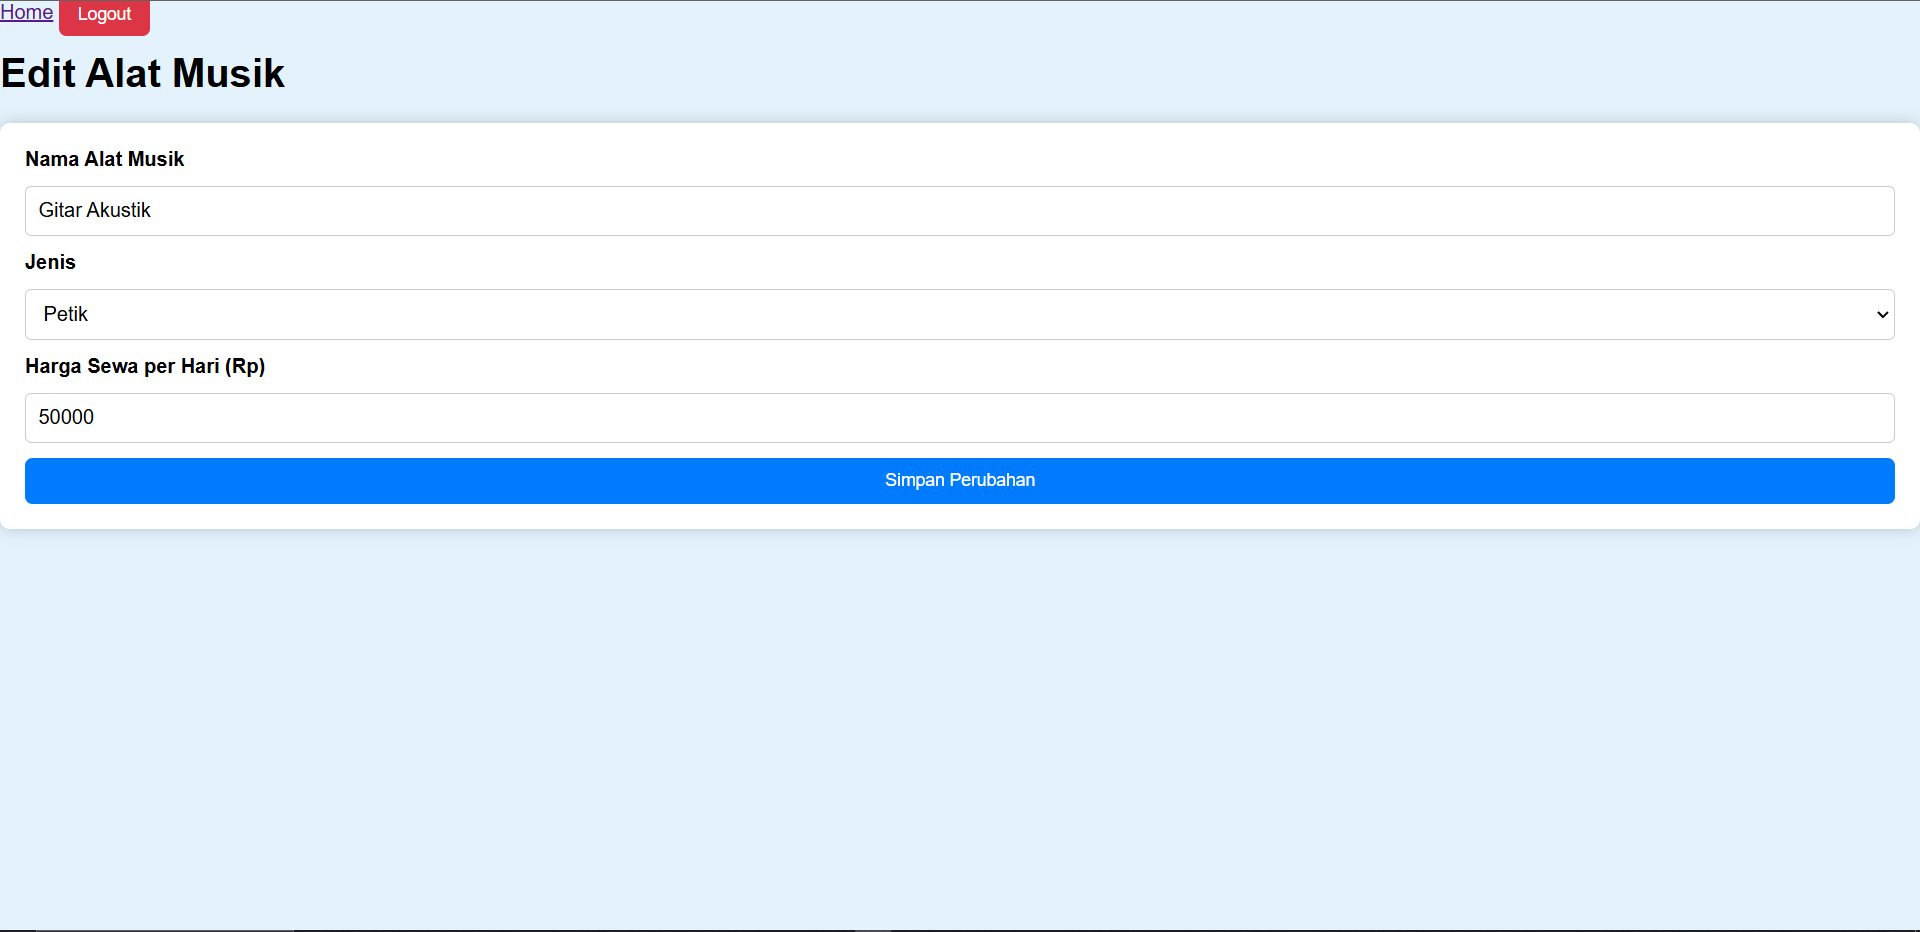 Home Logout
Edit Alat Musik
Nama Alat Musik
Gitar Akustik
Jenis
Petik
Harga Sewa per Hari (Rp)
50000
Simpan Perubahan